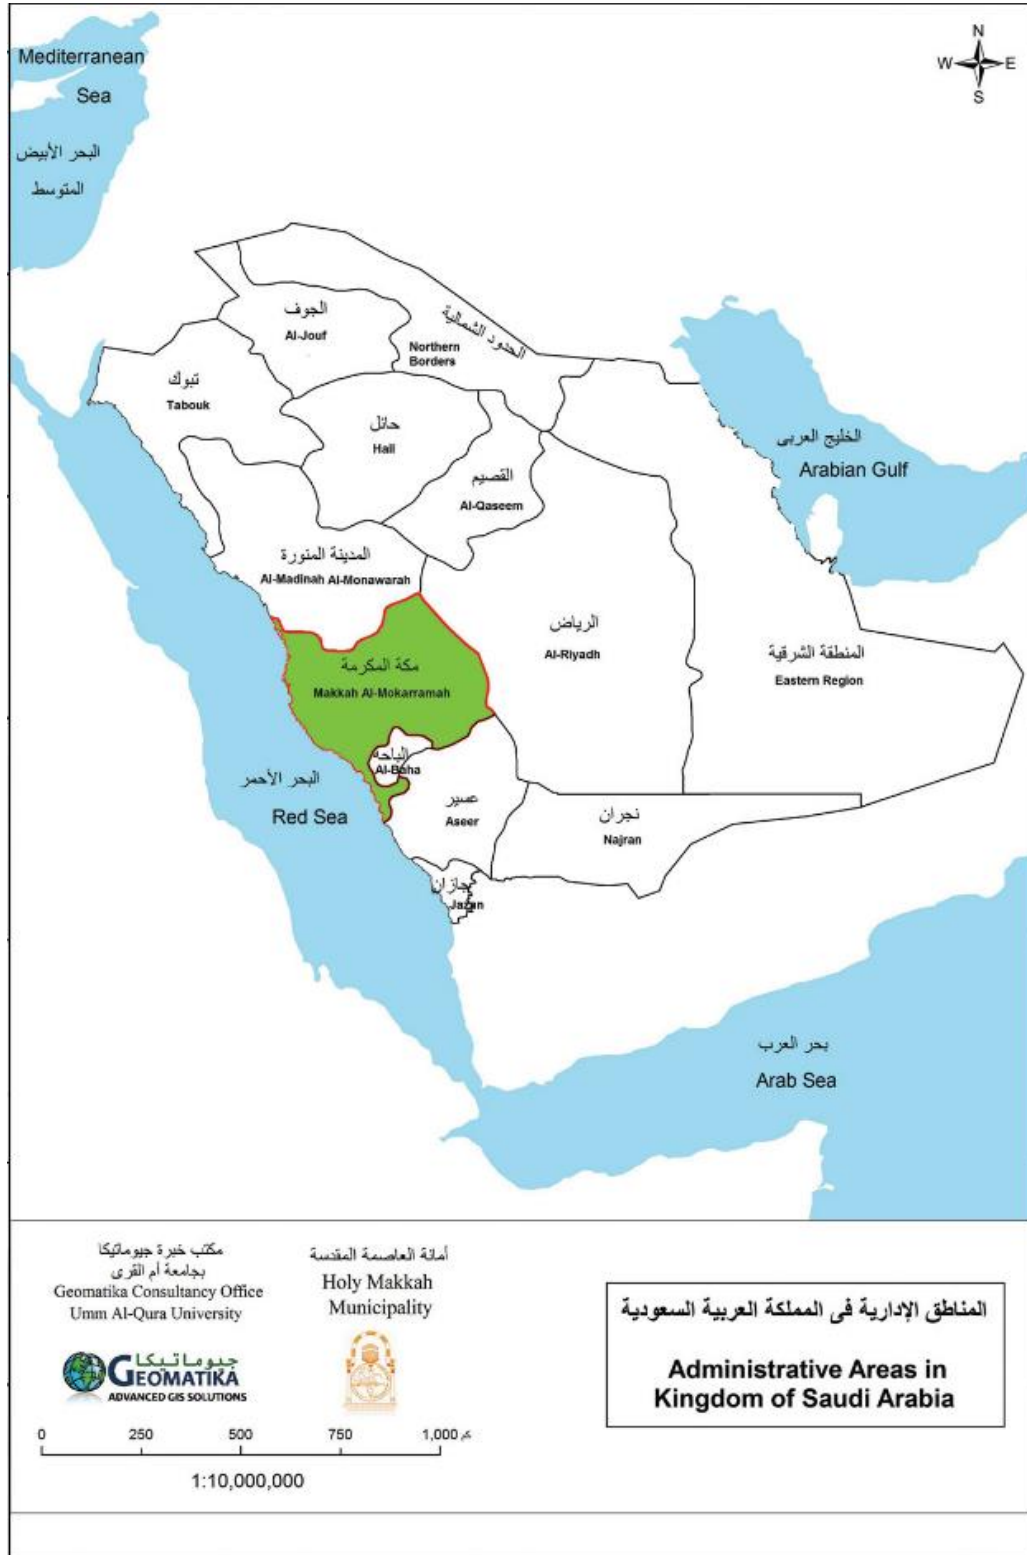 N
W E
S
Mediterranean
Sea
البحر الأبيض
المتوسط
الجوف
Al-Jouf
الحدود الشمالية
Northern
Borders
تبوك
Tabouk
حائل
Hail
القصيم
Al-Qaseem
الخليج العربى
Arabian Gulf
المدينة المنورة
Al-Madinah Al-Monawarah
الرياض
Al-Riyadh
المنطقة الشرقية
Eastern Region
مكة المكرمة
Makkah Al-Mokarramah
الباحه
Al-Baha
البحر الأحمر
Red Sea
عسير
Aseer
نجران
Najran
جازان
Jazan
بحر العرب
Arab Sea
مكتب خبرة جيوماتيكا
بجامعة أم القرى
Geomatika Consultancy Office
Umm Al-Qura University
جيوماتيكا
GEOMATIKA
ADVANCED GIS SOLUTIONS
أمانة العاصمة المقدسة
Holy Makkah
Municipality
المناطق الإدارية فى المملكة العربية السعودية
Administrative Areas in
Kingdom of Saudi Arabia
0 250 500 750 1,000 كم
1:10,000,000